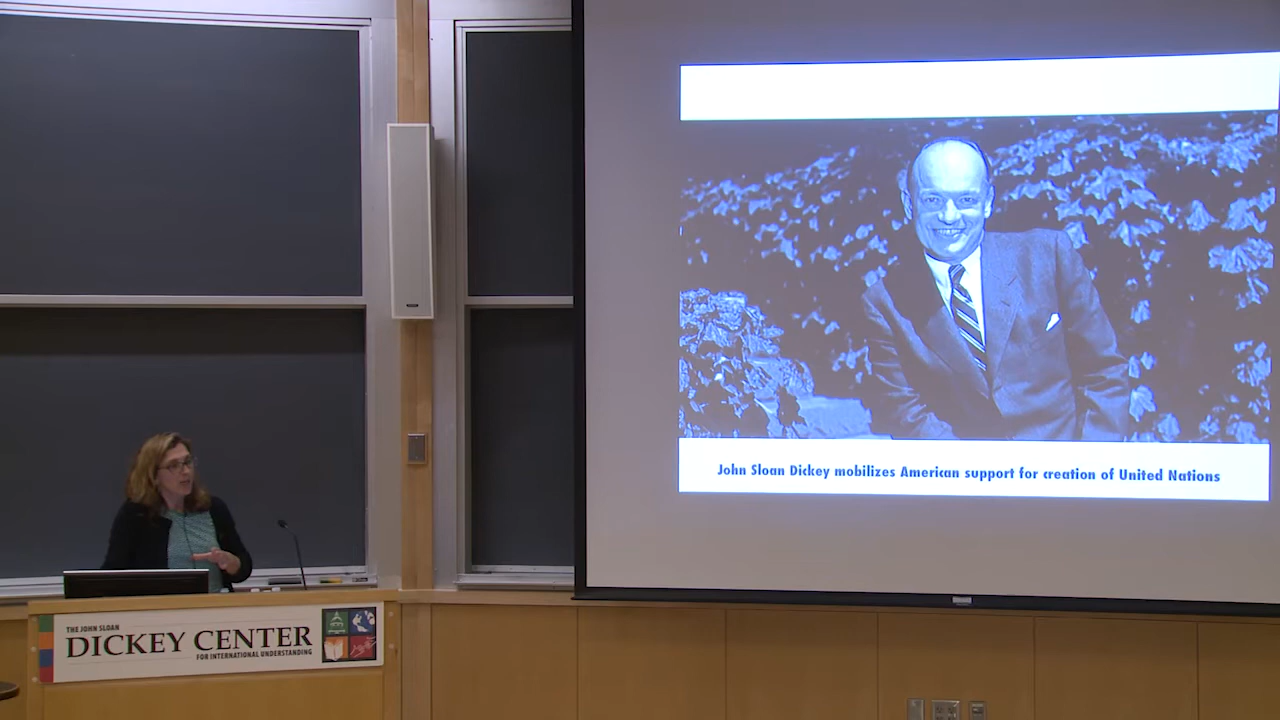 John Sloan Dickey mobilizes American support for creation of United Nations
THE JOHN SLOAN
DICKEY CENTER
FOR INTERNATIONAL UNDERSTANDING